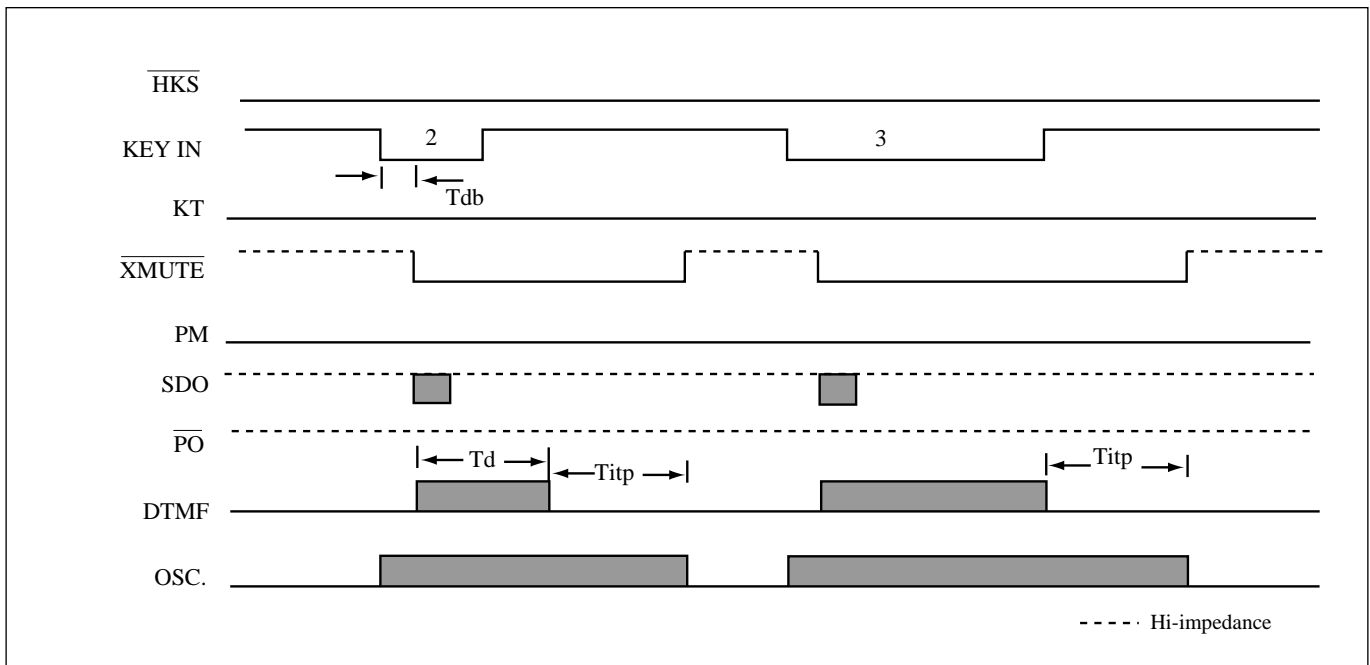 HKS
KEY IN
2
3
Tdb
KT
XMUTE
PM
SDO
PO
Td
Titp
Titp
DTMF
OSC.
Hi-impedance